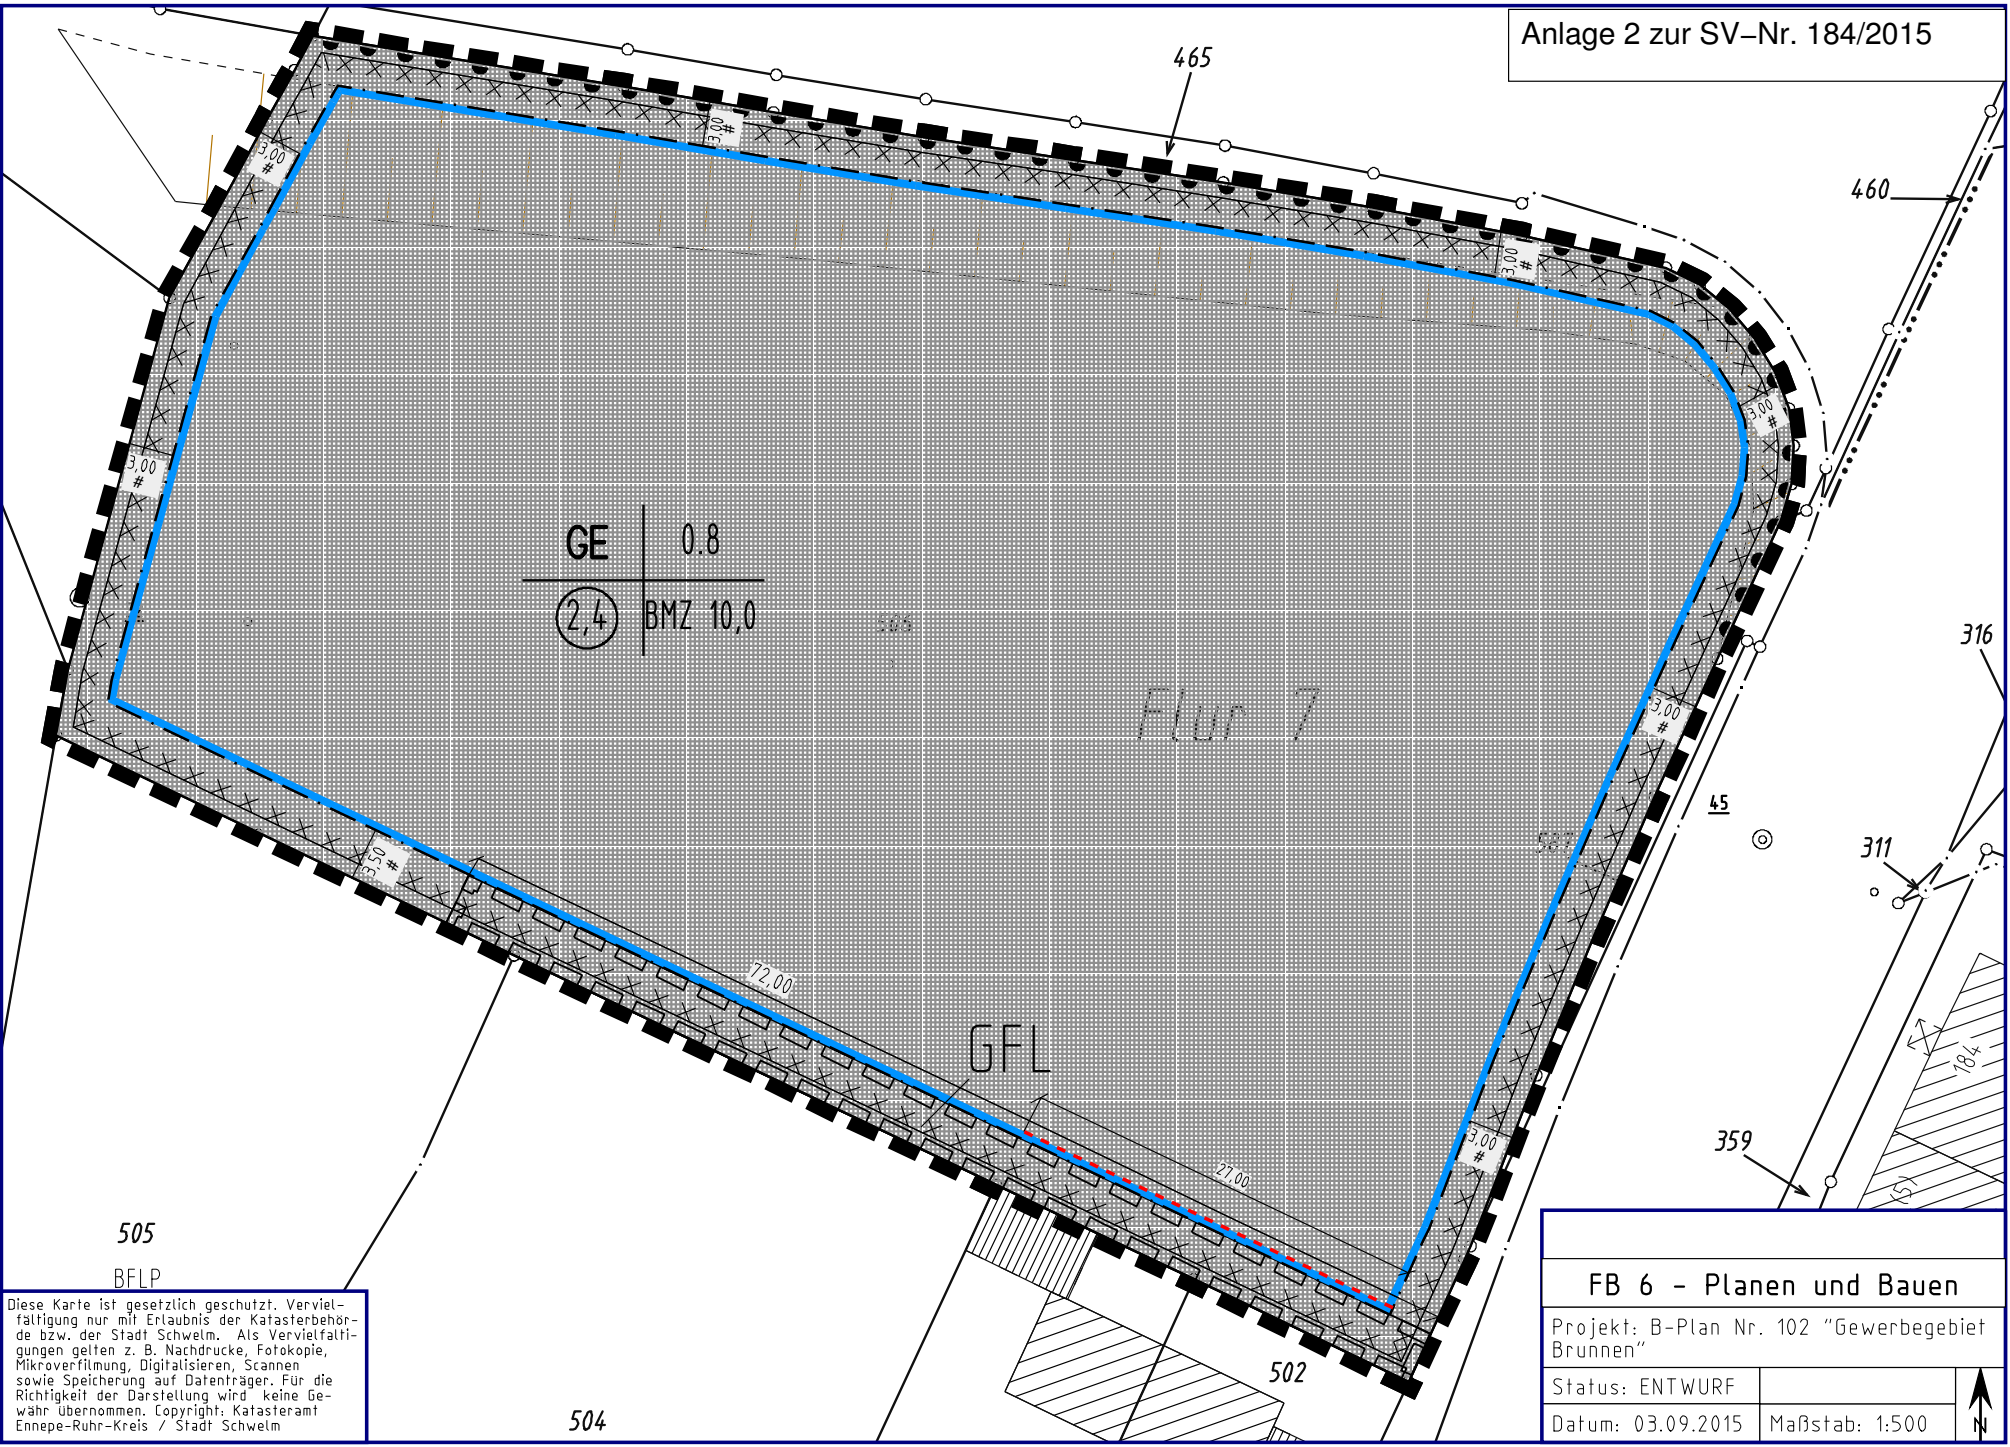 Anlage 2 zur SV–Nr. 184/2015
465
460
3,00
#
3,00
#
3,00
#
3,00
#
3,00
#
GE 0.8
2,4 BMZ 10,0
506
Flur 7
316
3,00
#
45
507
311
3,50
#
72,00
GFL
184
359
3,00
#
27,00
(5)
505
BFLP
502
504
Diese Karte ist gesetzlich geschutzt. Verviel–
fältigung nur mit Erlaubnis der Katasterbehör–
de bzw. der Stadt Schwelm. Als Vervielfalti–
gungen gelten z. B. Nachdrucke, Fotokopie,
Mikroverfilmung, Digitalisieren, Scannen
sowie Speicherung auf Datenträger. Für die
Richtigkeit der Darstellung wird keine Ge–
währ übernommen. Copyright: Katasteramt
Ennepe–Ruhr–Kreis / Stadt Schwelm
FB 6 – Planen und Bauen
Projekt: B–Plan Nr. 102 "Gewerbegebiet
Brunnen"
Status: ENTWURF
Datum: 03.09.2015 Maßstab: 1:500
N